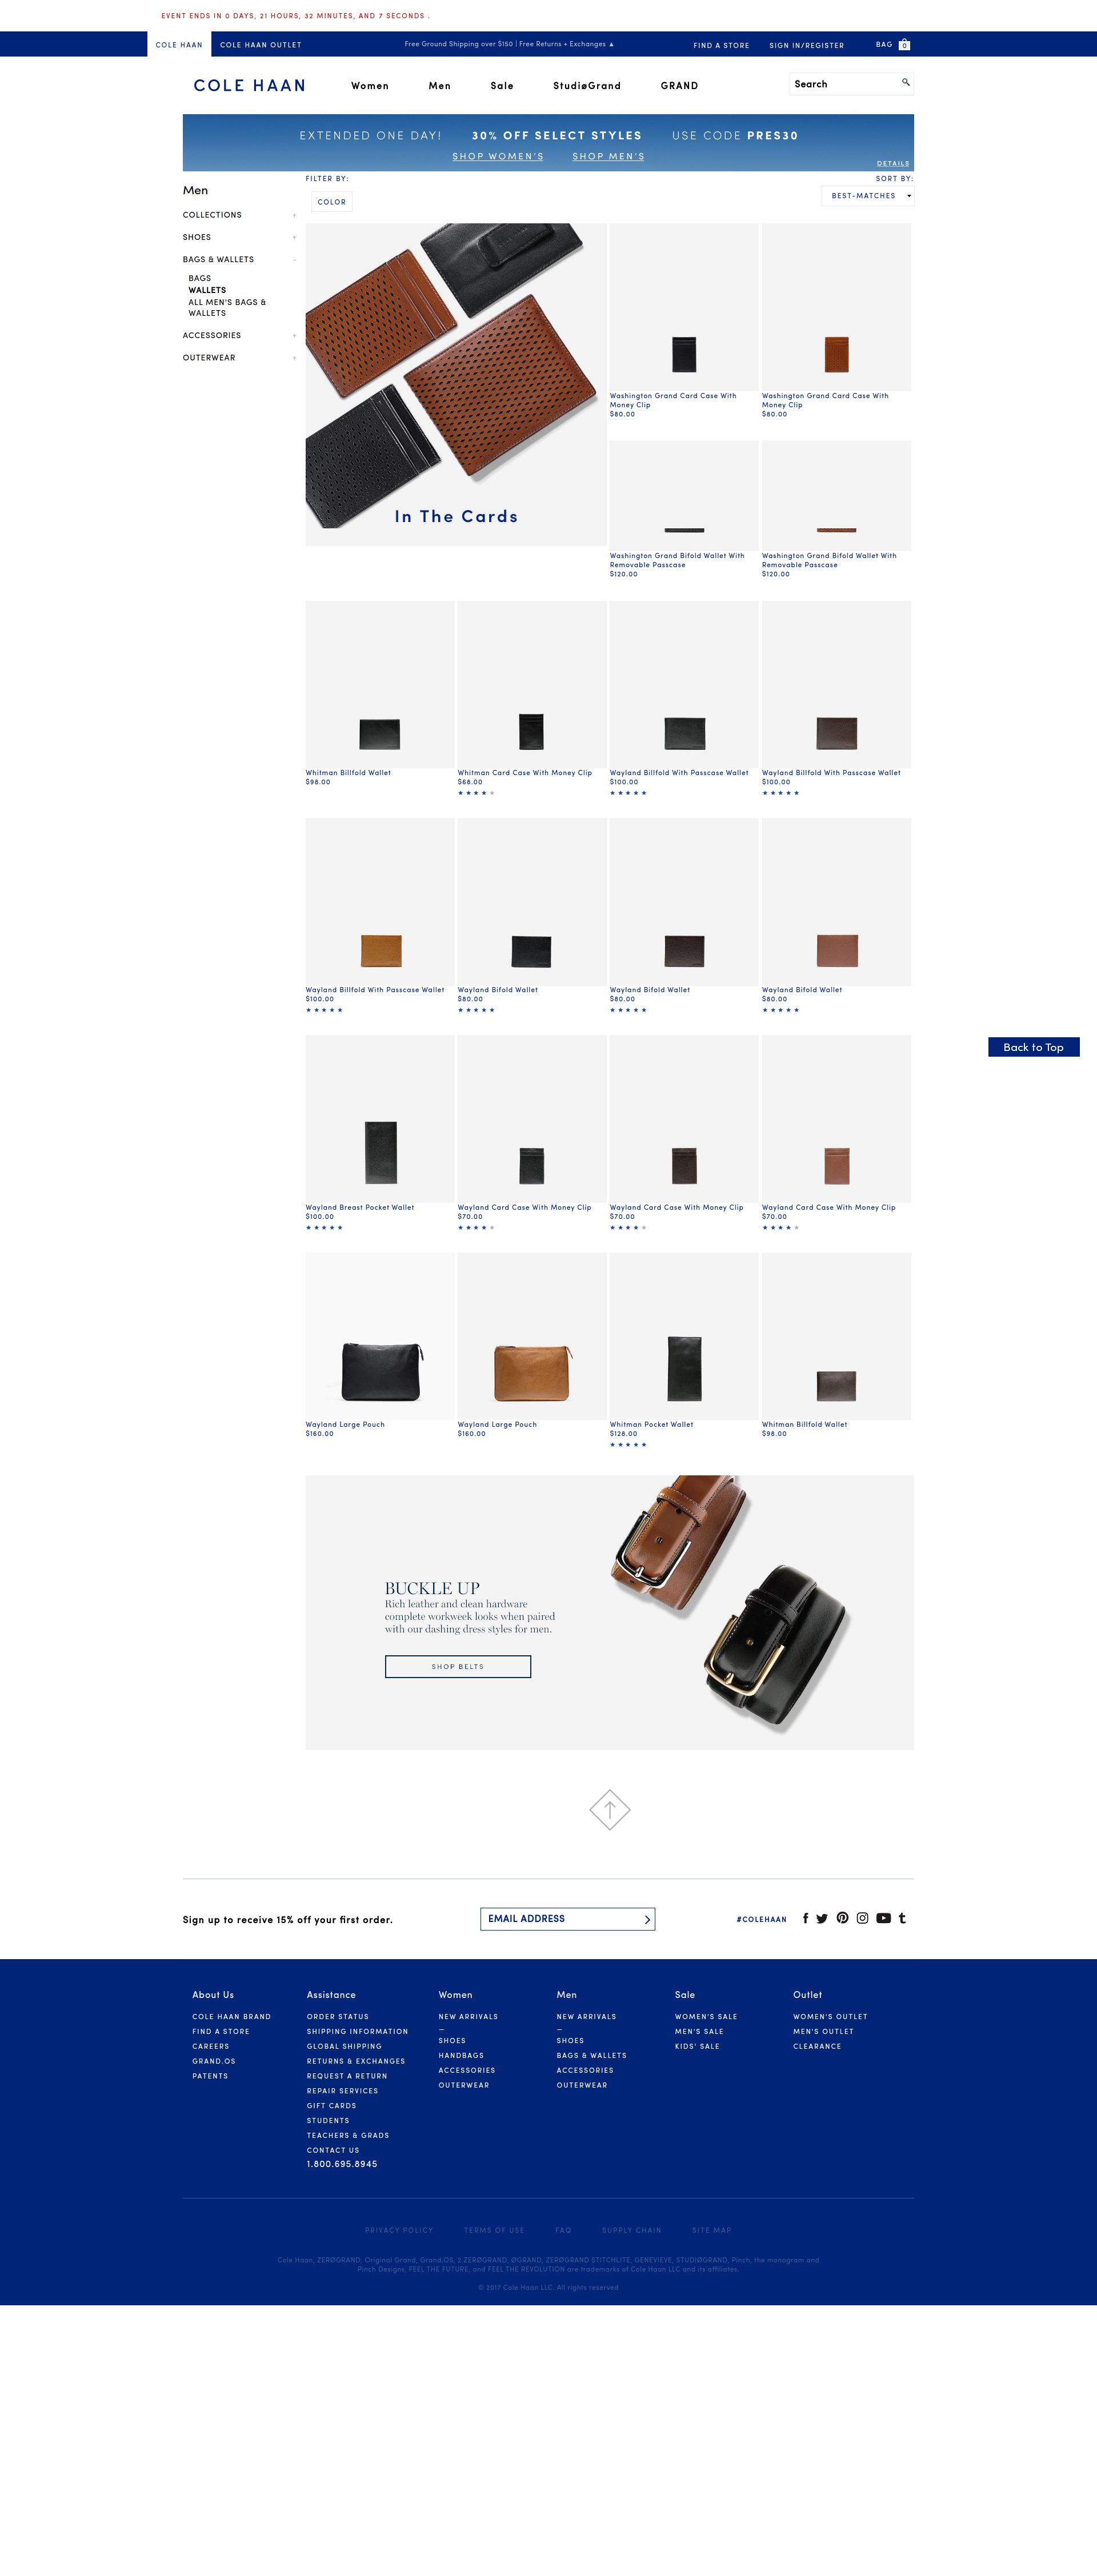 EVENT ENDS IN 0 DAYS, 21 HOURS, 32 MINUTES, AND 7 SECONDS .
COLE HAAN
COLE HAAN OUTLET
Free Ground Shipping over $150 | Free Returns + Exchanges ▲
FIND A STORE
SIGN IN/REGISTER
BAG 0
COLE HAAN
Women
Men
Sale
StudiøGrand
GRAND
Search
EXTENDED ONE DAY! 30% OFF SELECT STYLES USE CODE PRES30
SHOP WOMEN'S SHOP MEN'S
DETAILS
Men
COLLECTIONS +
SHOES +
BAGS & WALLETS -
BAGS
WALLETS
ALL MEN'S BAGS &
WALLETS
ACCESSORIES +
OUTERWEAR +
FILTER BY:
COLOR
SORT BY:
BEST-MATCHES
In The Cards
Washington Grand Card Case With
Money Clip
$80.00
Washington Grand Card Case With
Money Clip
$80.00
Washington Grand Bifold Wallet With
Removable Passcase
$120.00
Washington Grand Bifold Wallet With
Removable Passcase
$120.00
Whitman Billfold Wallet
$98.00
Whitman Card Case With Money Clip
$68.00
Wayland Billfold With Passcase Wallet
$100.00
Wayland Billfold With Passcase Wallet
$100.00
Wayland Billfold With Passcase Wallet
$100.00
Wayland Bifold Wallet
$80.00
Wayland Bifold Wallet
$80.00
Wayland Bifold Wallet
$80.00
Back to Top
Wayland Breast Pocket Wallet
$100.00
Wayland Card Case With Money Clip
$70.00
Wayland Card Case With Money Clip
$70.00
Wayland Card Case With Money Clip
$70.00
Wayland Large Pouch
$160.00
Wayland Large Pouch
$160.00
Whitman Pocket Wallet
$128.00
Whitman Billfold Wallet
$98.00
BUCKLE UP
Rich leather and clean hardware
complete workweek looks when paired
with our dashing dress styles for men.
SHOP BELTS
Sign up to receive 15% off your first order.
EMAIL ADDRESS
#COLEHAAN
About Us
COLE HAAN BRAND
FIND A STORE
CAREERS
GRAND.OS
PATENTS
Assistance
ORDER STATUS
SHIPPING INFORMATION
GLOBAL SHIPPING
RETURNS & EXCHANGES
REQUEST A RETURN
REPAIR SERVICES
GIFT CARDS
STUDENTS
TEACHERS & GRADS
CONTACT US
1.800.695.8945
Women
NEW ARRIVALS
—
SHOES
HANDBAGS
ACCESSORIES
OUTERWEAR
Men
NEW ARRIVALS
—
SHOES
BAGS & WALLETS
ACCESSORIES
OUTERWEAR
Sale
WOMEN'S SALE
MEN'S SALE
KIDS' SALE
Outlet
WOMEN'S OUTLET
MEN'S OUTLET
CLEARANCE
PRIVACY POLICY
TERMS OF USE
FAQ
SUPPLY CHAIN
SITE MAP
Cole Haan, ZERØGRAND, Original Grand, Grand.OS, 2.ZERØGRAND, ØGRAND, ZERØGRAND STITCHLITE, GENEVIEVE, STUDIØGRAND, Pinch, the monogram and
Pinch Designs, FEEL THE FUTURE, and FEEL THE REVOLUTION are trademarks of Cole Haan LLC and its affiliates.
© 2017 Cole Haan LLC. All rights reserved